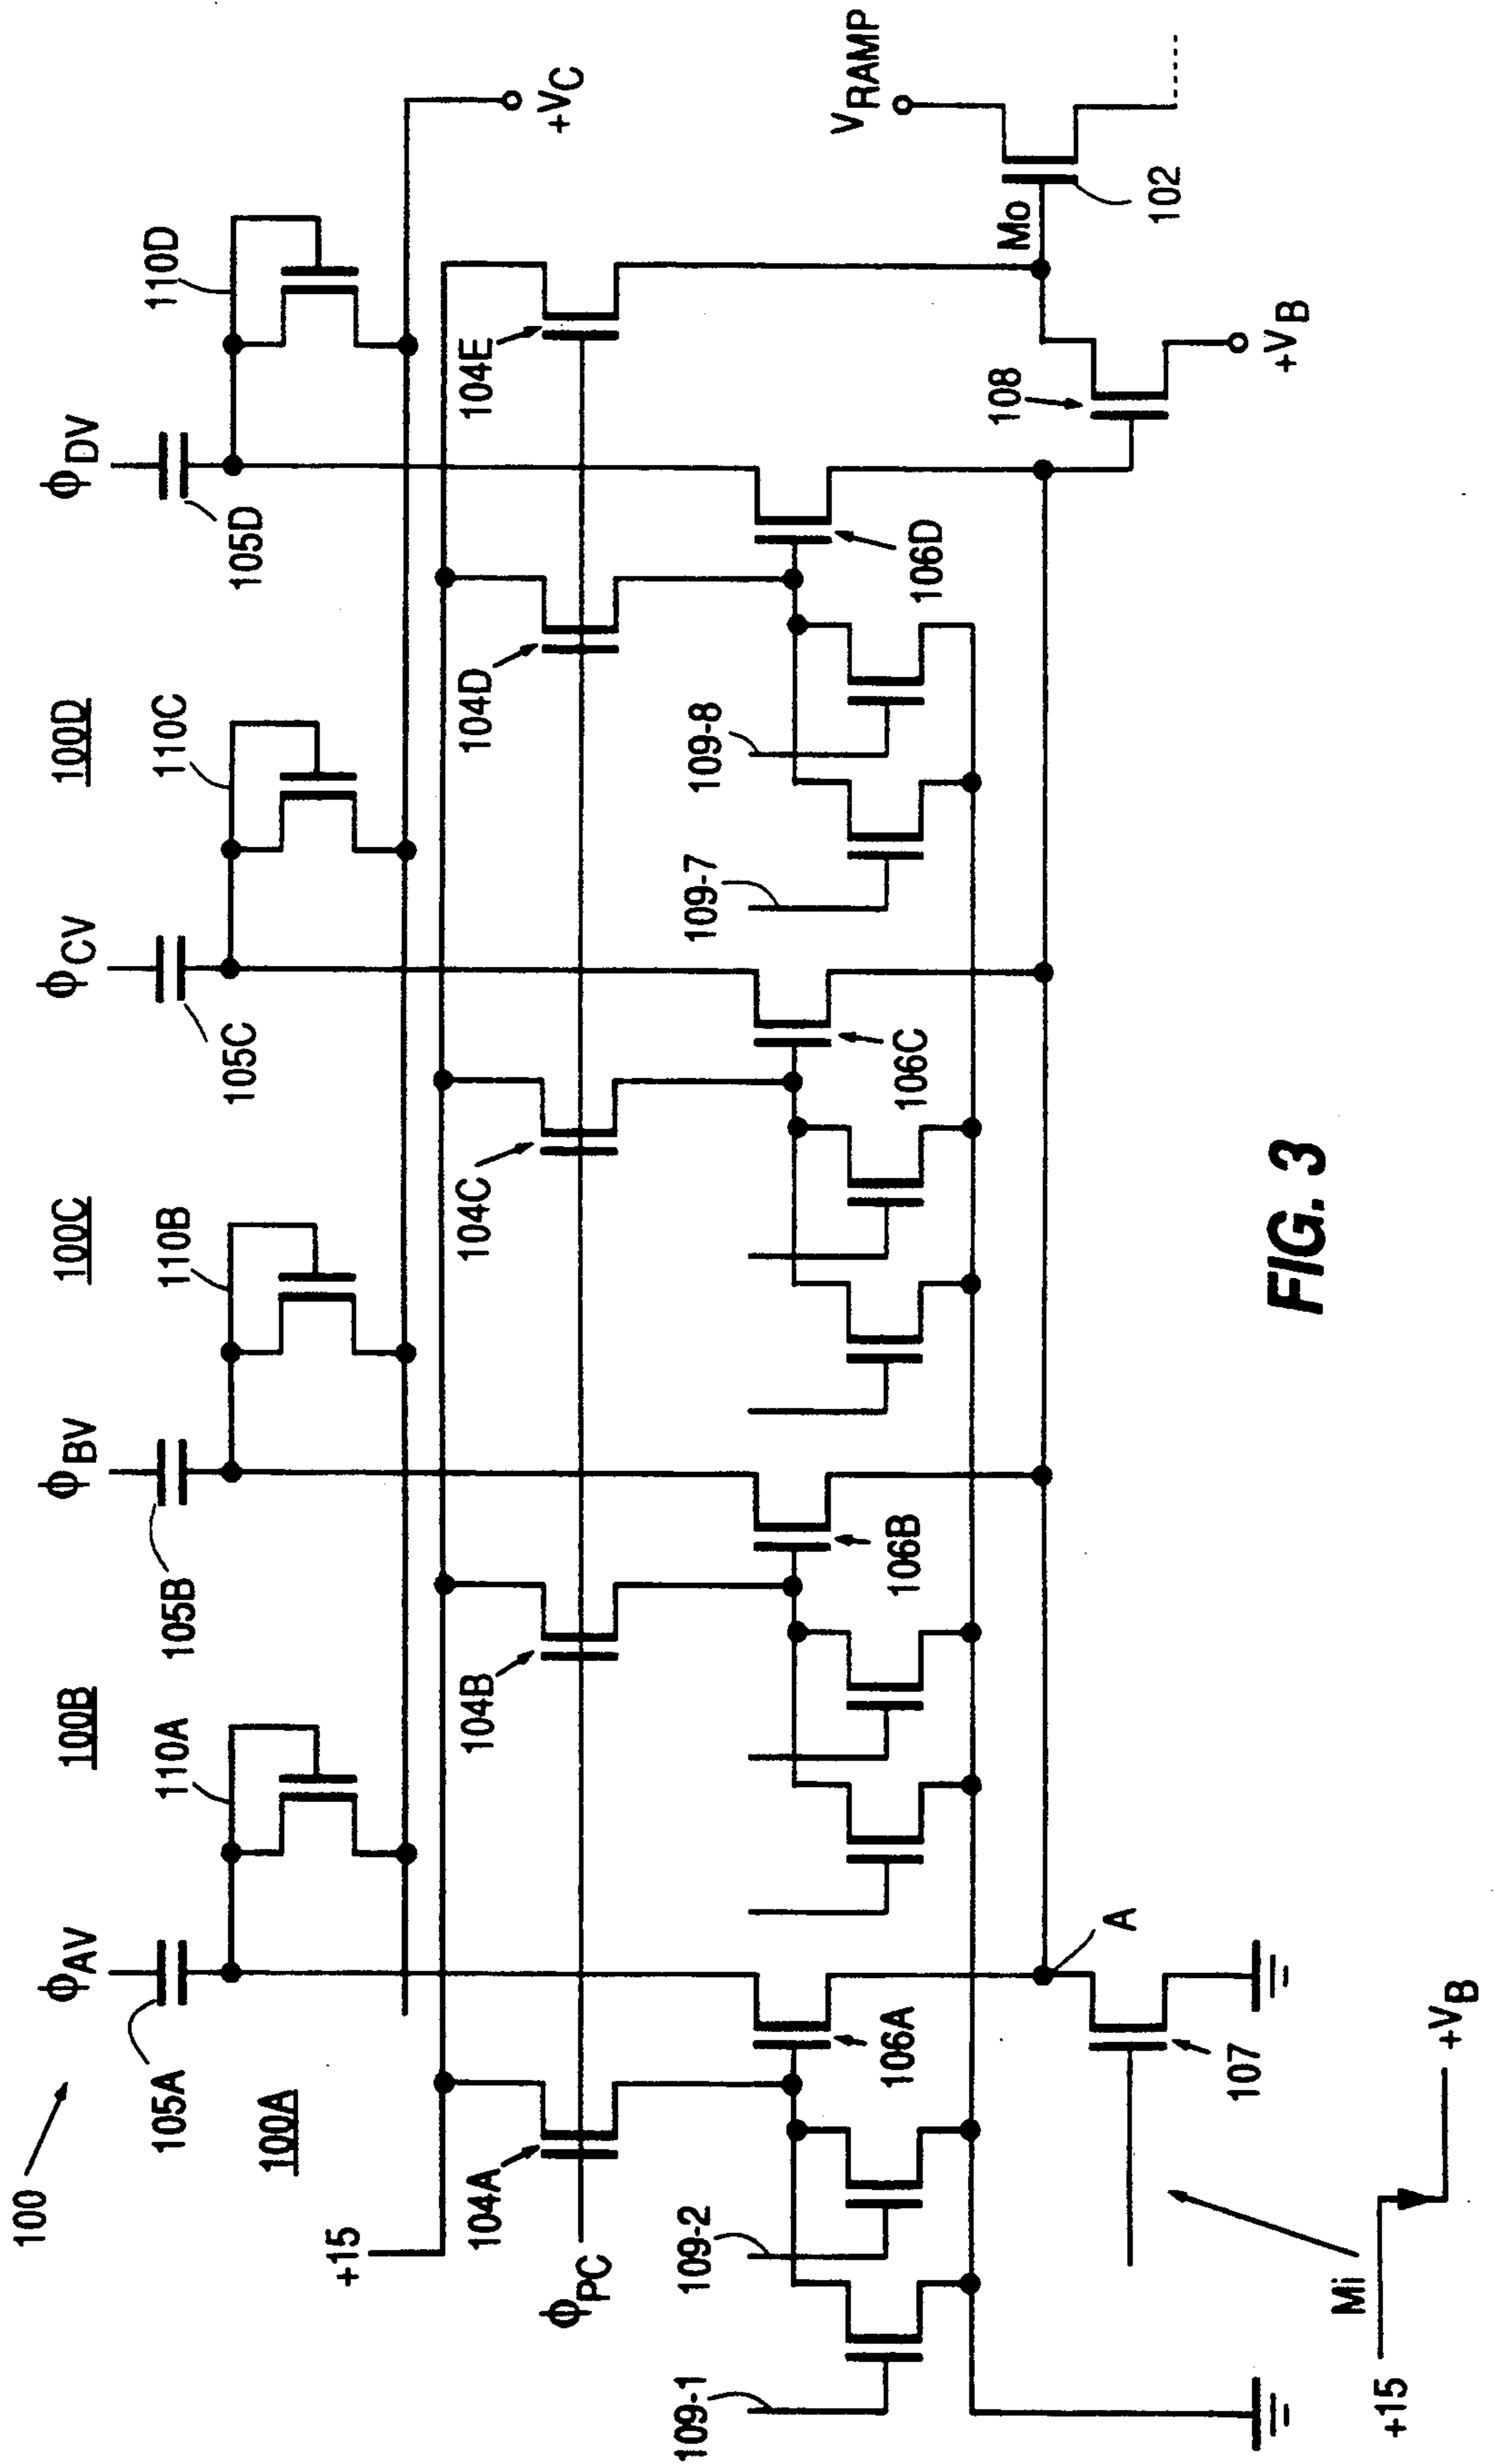 100
ΦAV
ΦBV
ΦCV
ΦDV
105A
110A
100B
105B
110B
100C
105C
110C
100D
105D
110D
100A
+VC
+15
104A
104B
104C
104D
104E
VRAMP
ΦPC
Mo
102
109-1
109-2
106A
106B
106C
109-7
109-8
106D
108
A
107
+VB
Mi
+15
+VB
FIG. 3